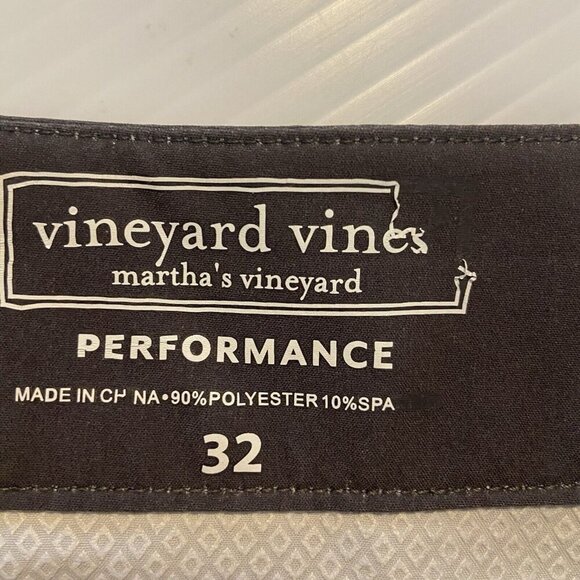 vineyard vines
martha's vineyard
PERFORMANCE
MADE IN CH NA•90%POLYESTER 10%SPA
32